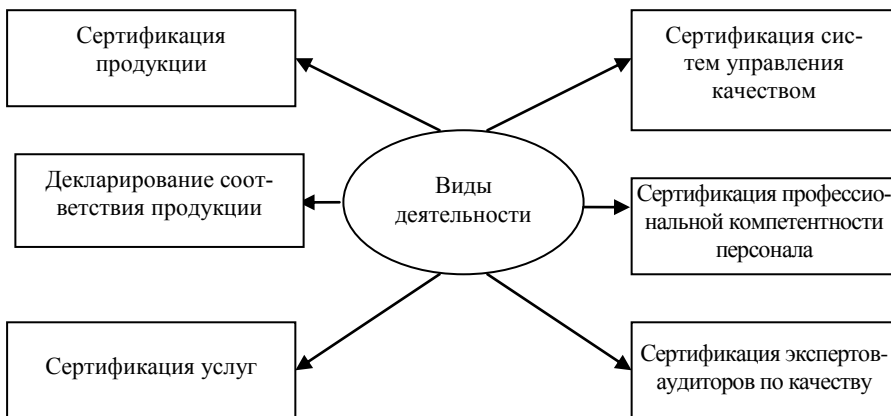 Сертификация
продукции
Сертификация сис-
тем управления
качеством
Декларирование соот-
ветствия продукции
Виды
деятельности
Сертификация профессио-
нальной компетентности
персонала
Сертификация услуг
Сертификация экспертов-
аудиторов по качеству